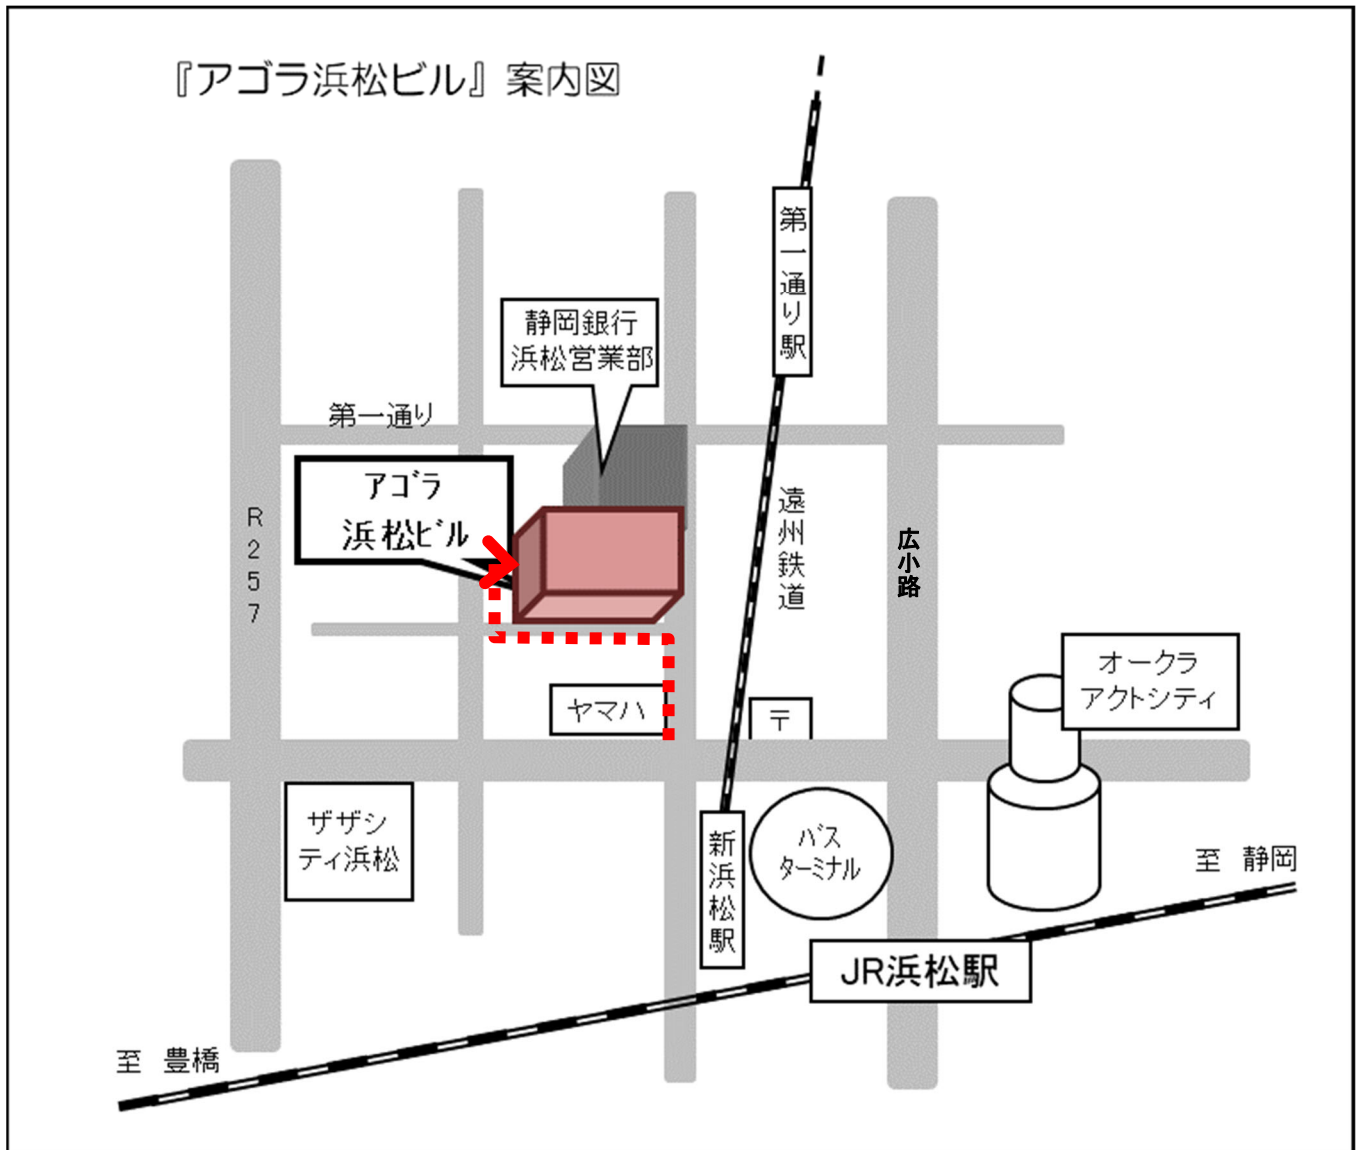 『アゴラ浜松ビル』案内図
第一通り駅
静岡銀行
浜松営業部
第一通り
アゴラ
浜松ビル
R257
遠州鉄道
広小路
オークラ
アクトシティ
ヤマハ
〒
ザザシ
ティ浜松
新浜松駅
バス
ターミナル
至 静岡
JR浜松駅
至 豊橋